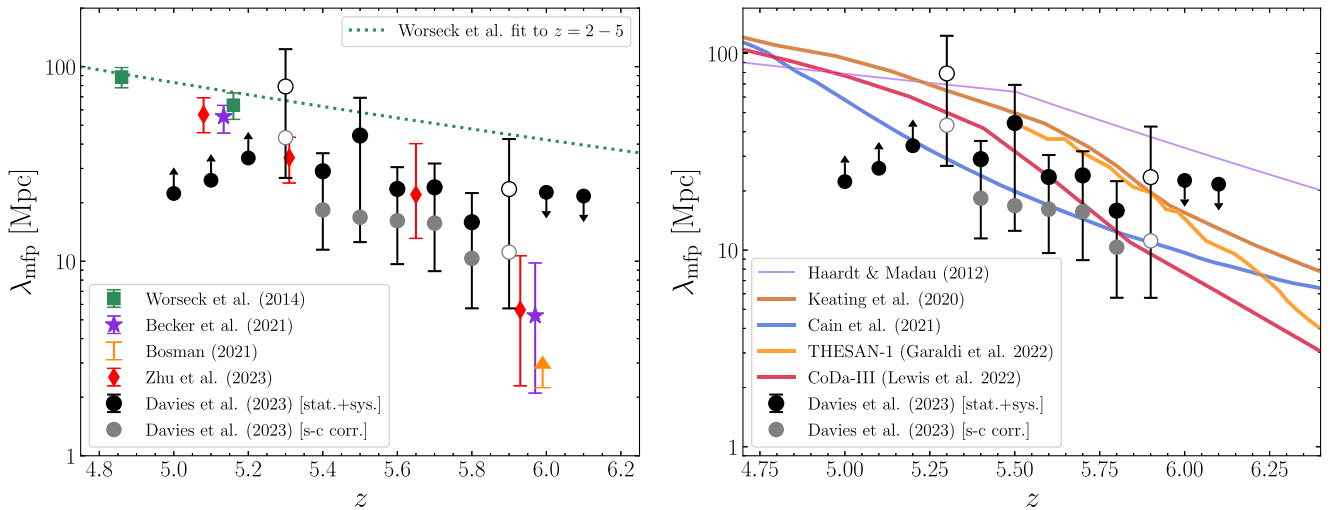 Worseck et al. fit to z = 2 − 5
100
10
1
λmfp [Mpc]
Worseck et al. (2014)
Becker et al. (2021)
Bosman (2021)
Zhu et al. (2023)
Davies et al. (2023) [stat.+sys.]
Davies et al. (2023) [s-c corr.]
4.8 5.0 5.2 5.4 5.6 5.8 6.0 6.2
z
100
10
1
λmfp [Mpc]
Haardt & Madau (2012)
Keating et al. (2020)
Cain et al. (2021)
THESAN-1 (Garaldi et al. 2022)
CoDa-III (Lewis et al. 2022)
Davies et al. (2023) [stat.+sys.]
Davies et al. (2023) [s-c corr.]
4.75 5.00 5.25 5.50 5.75 6.00 6.25
z